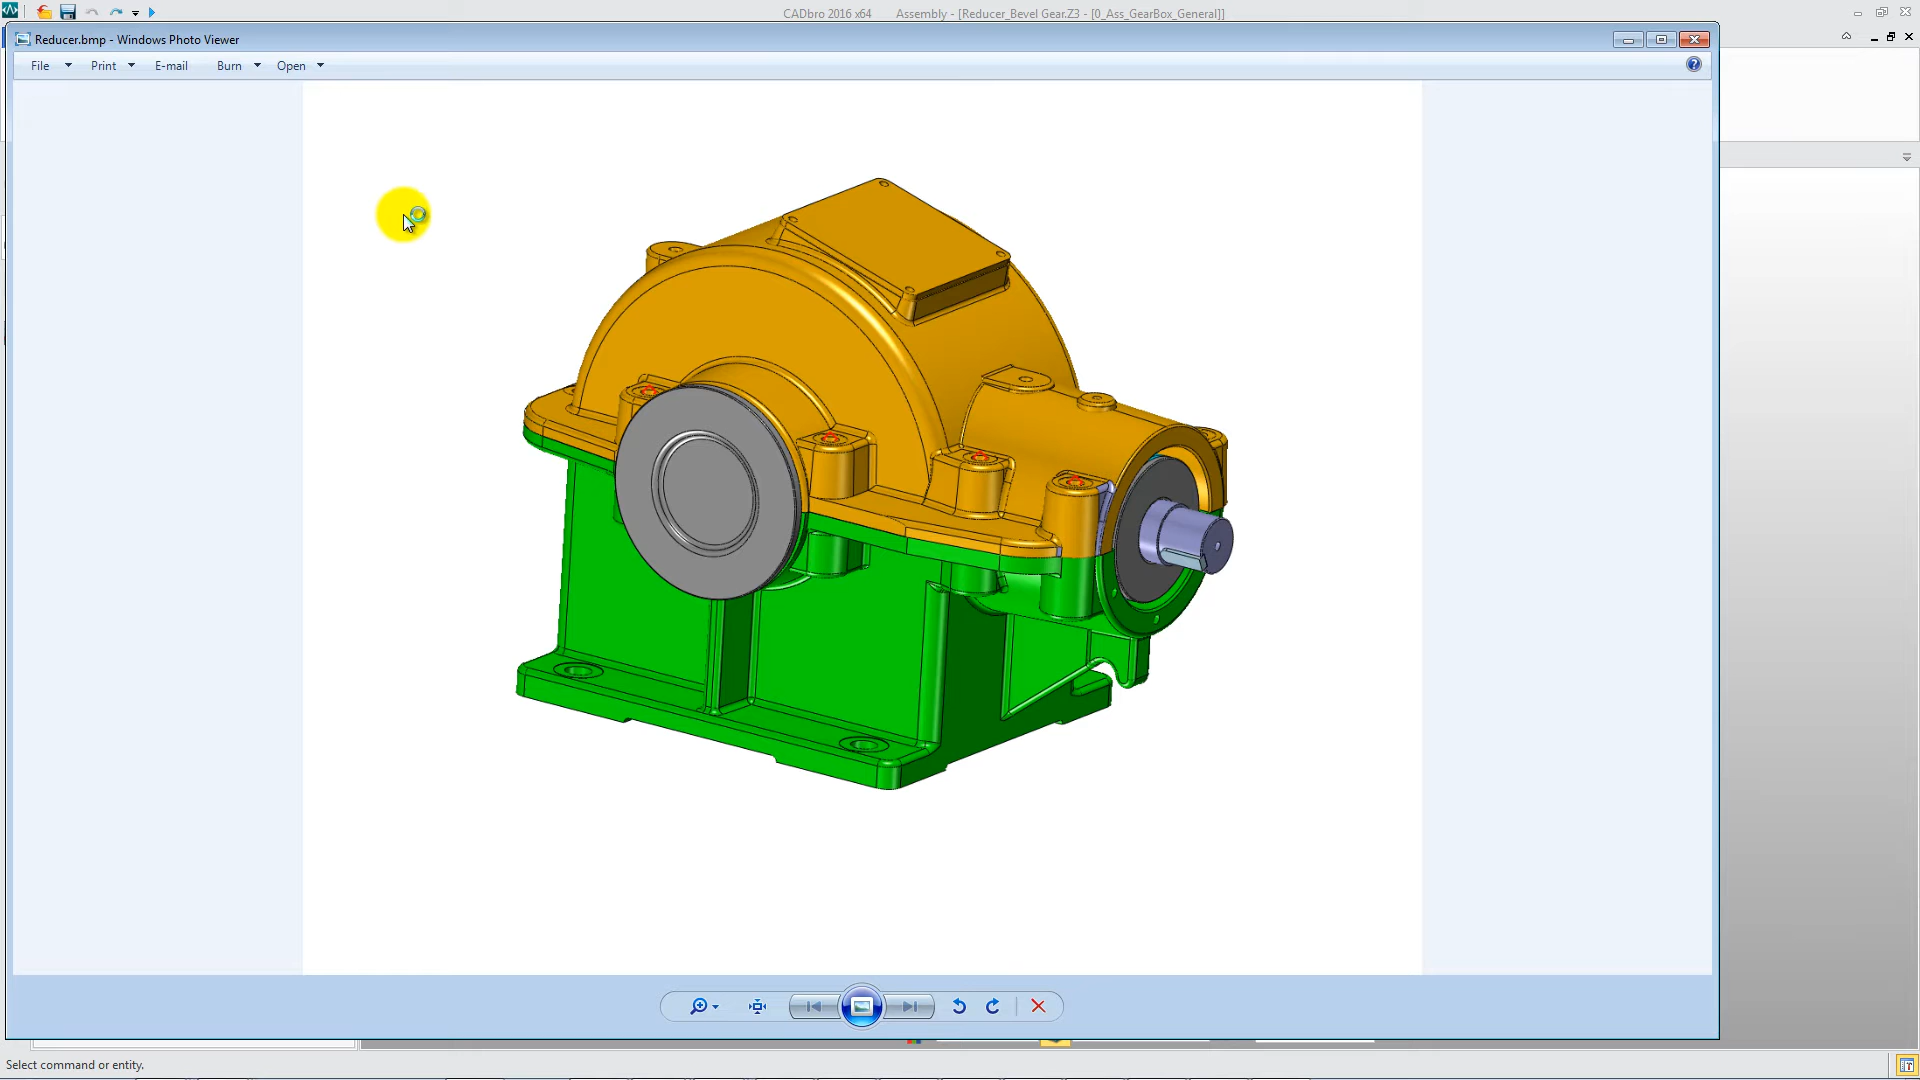 CADbro 2016 x64 Assembly - [Reducer_Bevel Gear.Z3 - [0_Ass_GearBox_General]]
Reducer.bmp - Windows Photo Viewer
File Print E-mail Burn Open
Select command or entity.